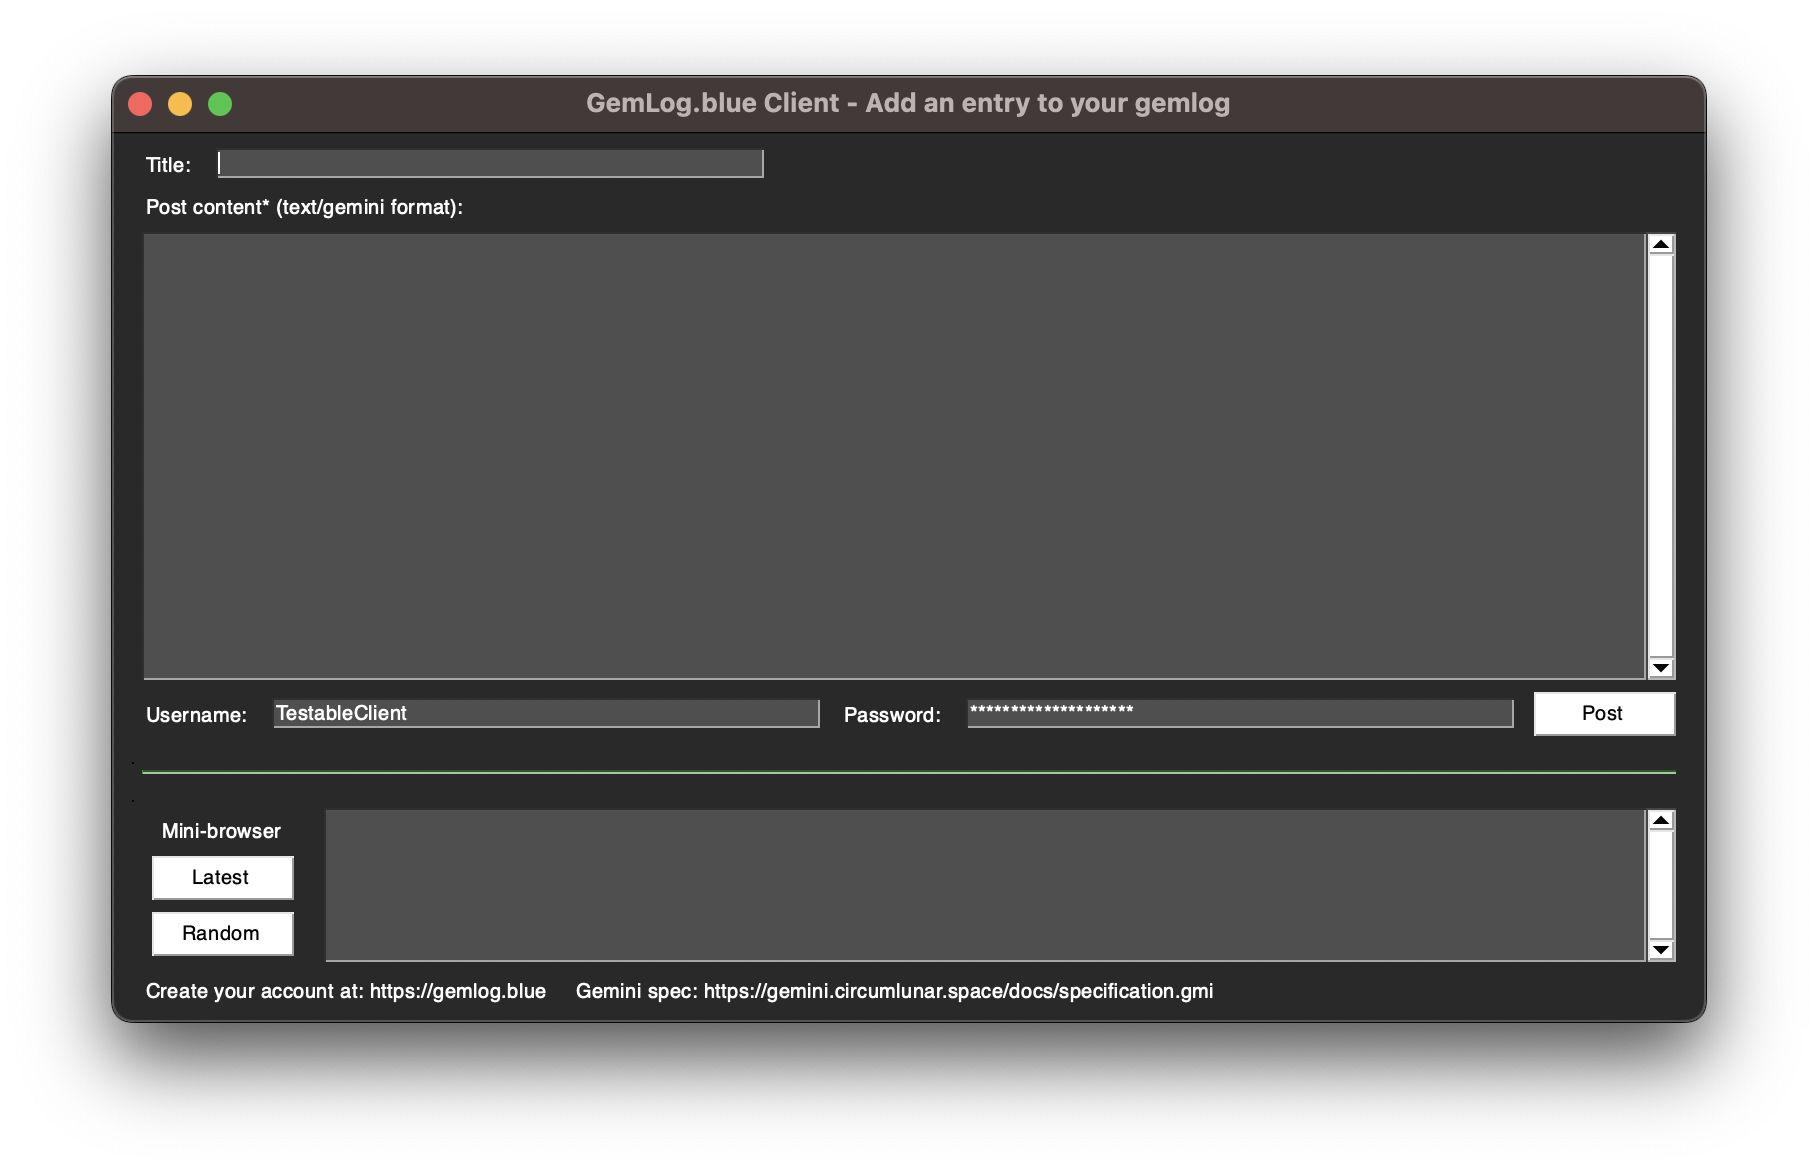 GemLog.blue Client - Add an entry to your gemlog
Title:
Post content* (text/gemini format):
Username: TestableClient Password: ******************** Post
Mini-browser
Latest
Random
Create your account at: https://gemlog.blue Gemini spec: https://gemini.circumlunar.space/docs/specification.gmi